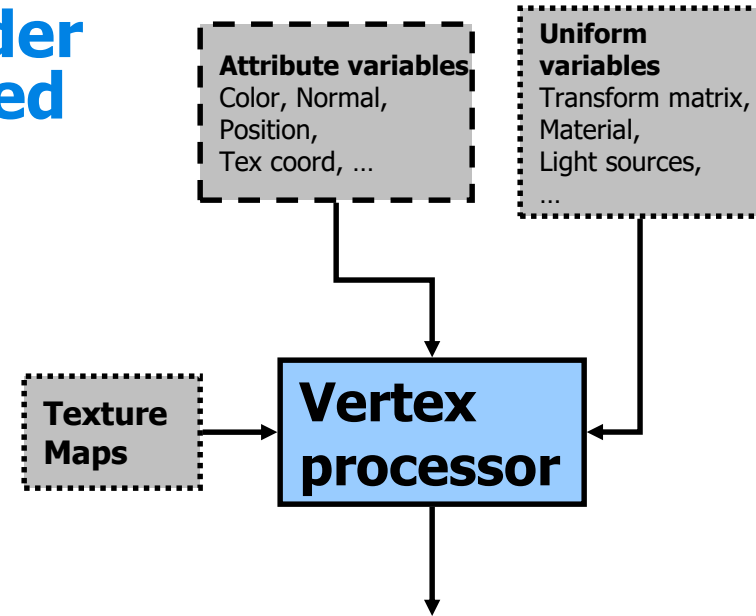 der
ed
Attribute variables
Color, Normal,
Position,
Tex coord, …
Uniform
variables
Transform matrix,
Material,
Light sources,
…
Texture
Maps
Vertex
processor